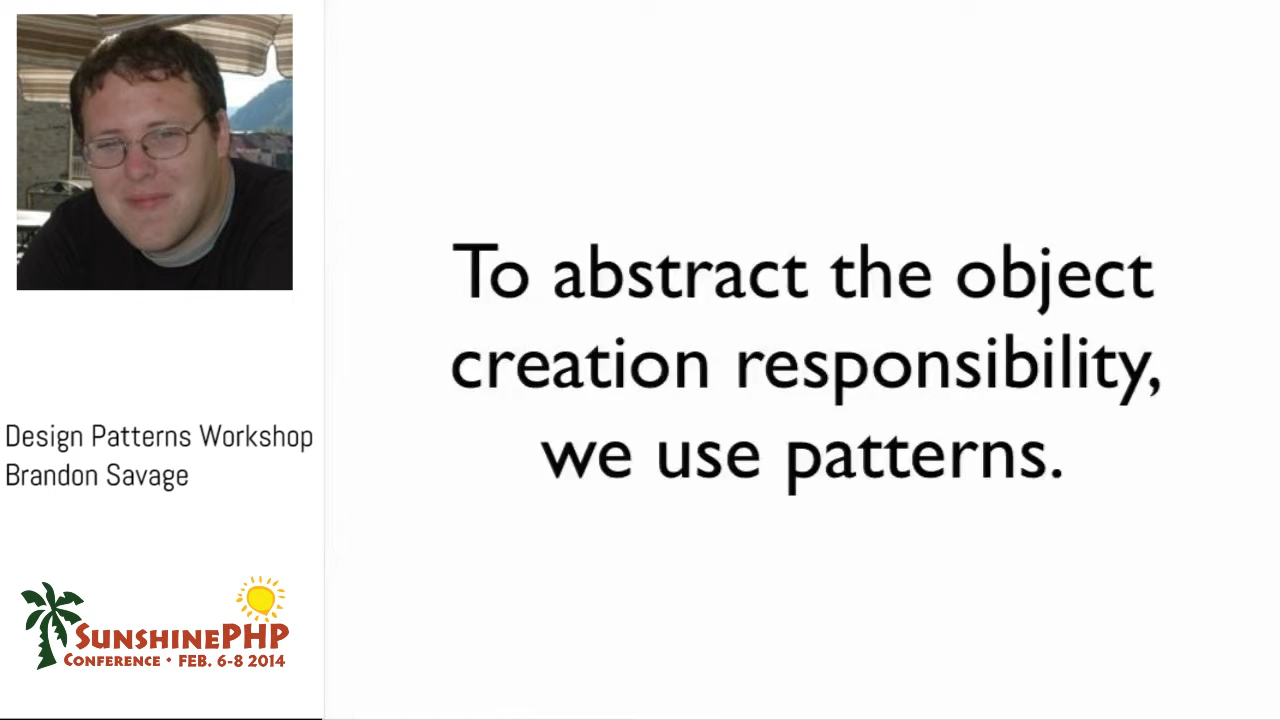 To abstract the object
creation responsibility,
we use patterns.
Design Patterns Workshop
Brandon Savage
SUNSHINEPHP
CONFERENCE • FEB. 6-8 2014